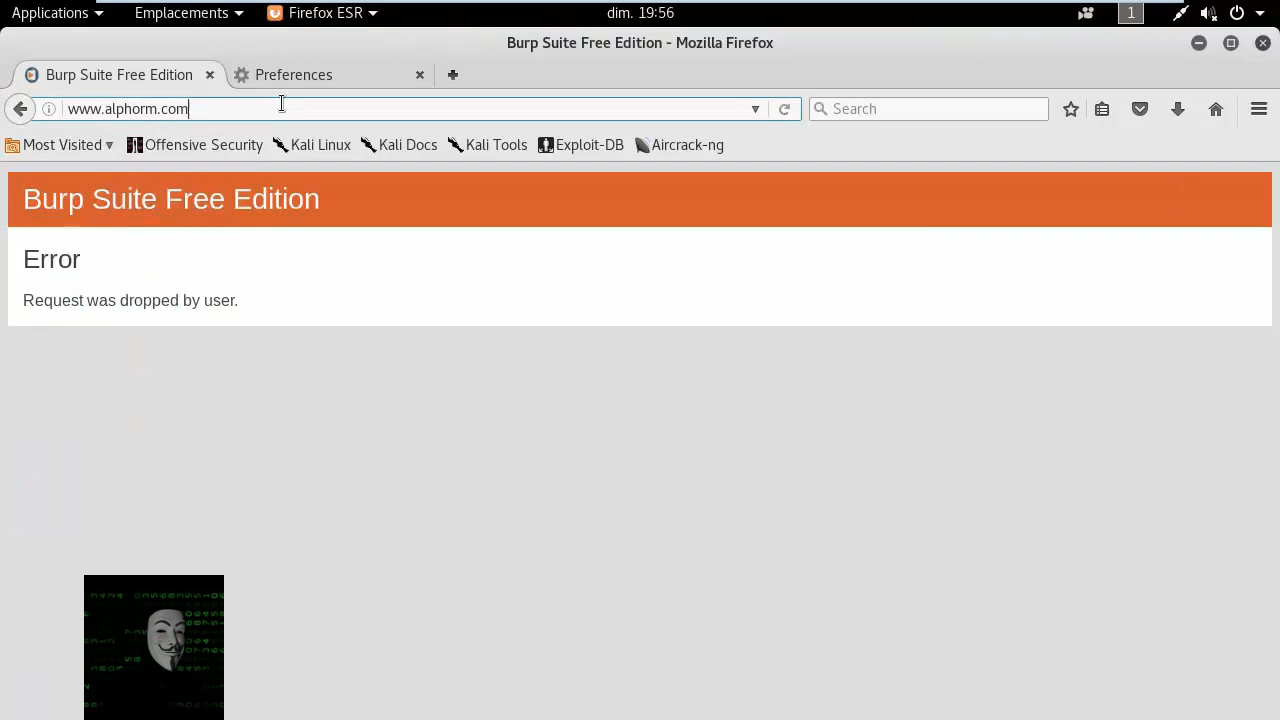 Applications Emplacements Firefox ESR dim. 19:56 1
Burp Suite Free Edition - Mozilla Firefox
Burp Suite Free Edition Preferences
www.alphorm.com Search
Most Visited Offensive Security Kali Linux Kali Docs Kali Tools Exploit-DB Aircrack-ng
Burp Suite Free Edition
Error
Request was dropped by user.